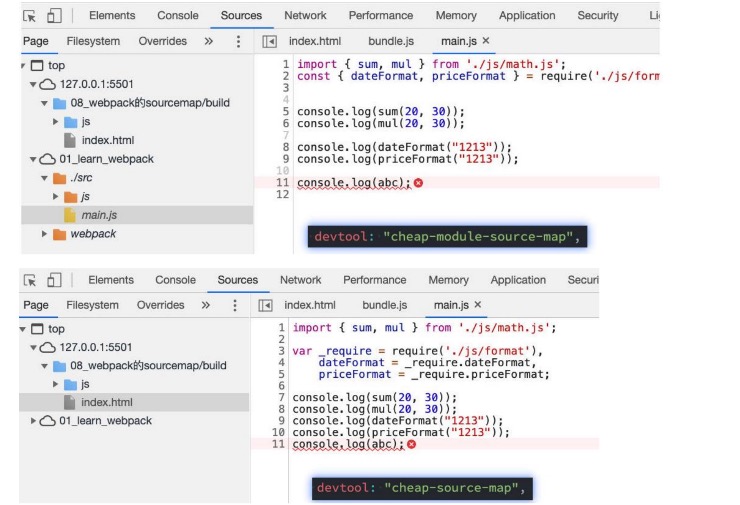 Elements Console Sources Network Performance Memory Application Security
Page Filesystem Overrides » index.html bundle.js main.js ×
top
127.0.0.1:5501
08_webpack的sourcemap/build
js
index.html
01_learn_webpack
./src
js
main.js
webpack
1 import { sum, mul } from './js/math.js';
2 const { dateFormat, priceFormat } = require('./js/form
3
4
5 console.log(sum(20, 30));
6 console.log(mul(20, 30));
7
8 console.log(dateFormat("1213"));
9 console.log(priceFormat("1213"));
10
11 console.log(abc);
12
devtool: "cheap-module-source-map",
Elements Console Sources Network Performance Memory Application Securi
Page Filesystem Overrides » index.html bundle.js main.js ×
top
127.0.0.1:5501
08_webpack的sourcemap/build
js
index.html
01_learn_webpack
1 import { sum, mul } from './js/math.js';
2
3 var _require = require('./js/format'),
4 dateFormat = _require.dateFormat,
5 priceFormat = _require.priceFormat;
6
7 console.log(sum(20, 30));
8 console.log(mul(20, 30));
9 console.log(dateFormat("1213"));
10 console.log(priceFormat("1213"));
11 console.log(abc);
devtool: "cheap-source-map",